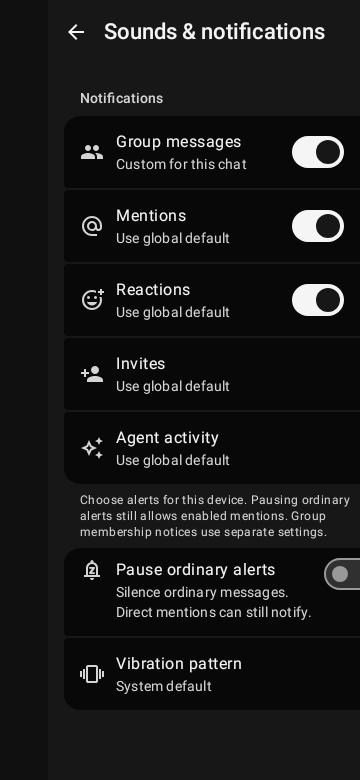 Sounds & notifications
Notifications
Group messages
Custom for this chat
Mentions
Use global default
Reactions
Use global default
Invites
Use global default
Agent activity
Use global default
Choose alerts for this device. Pausing ordinary
alerts still allows enabled mentions. Group
membership notices use separate settings.
Pause ordinary alerts
Silence ordinary messages.
Direct mentions can still notify.
Vibration pattern
System default